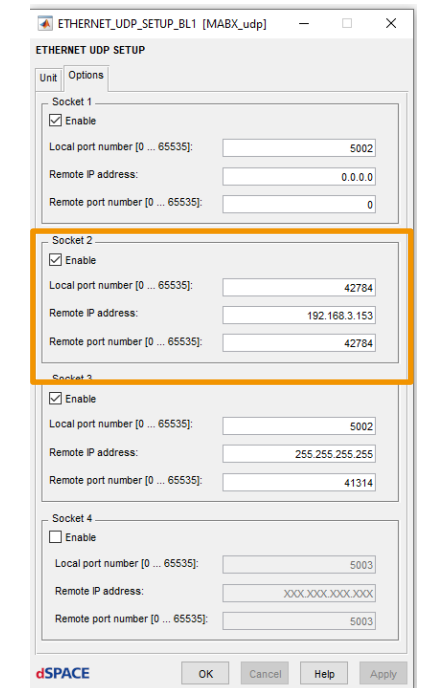 ETHERNET_UDP_SETUP_BL1 [MABX_udp]
ETHERNET UDP SETUP
Unit Options
Socket 1
Enable
Local port number [0 ... 65535]: 5002
Remote IP address: 0.0.0.0
Remote port number [0 ... 65535]: 0
Socket 2
Enable
Local port number [0 ... 65535]: 42784
Remote IP address: 192.168.3.153
Remote port number [0 ... 65535]: 42784
Socket 3
Enable
Local port number [0 ... 65535]: 5002
Remote IP address: 255.255.255.255
Remote port number [0 ... 65535]: 41314
Socket 4
Enable
Local port number [0 ... 65535]: 5003
Remote IP address: XXX.XXX.XXX.XXX
Remote port number [0 ... 65535]: 5003
dSPACE OK Cancel Help Apply